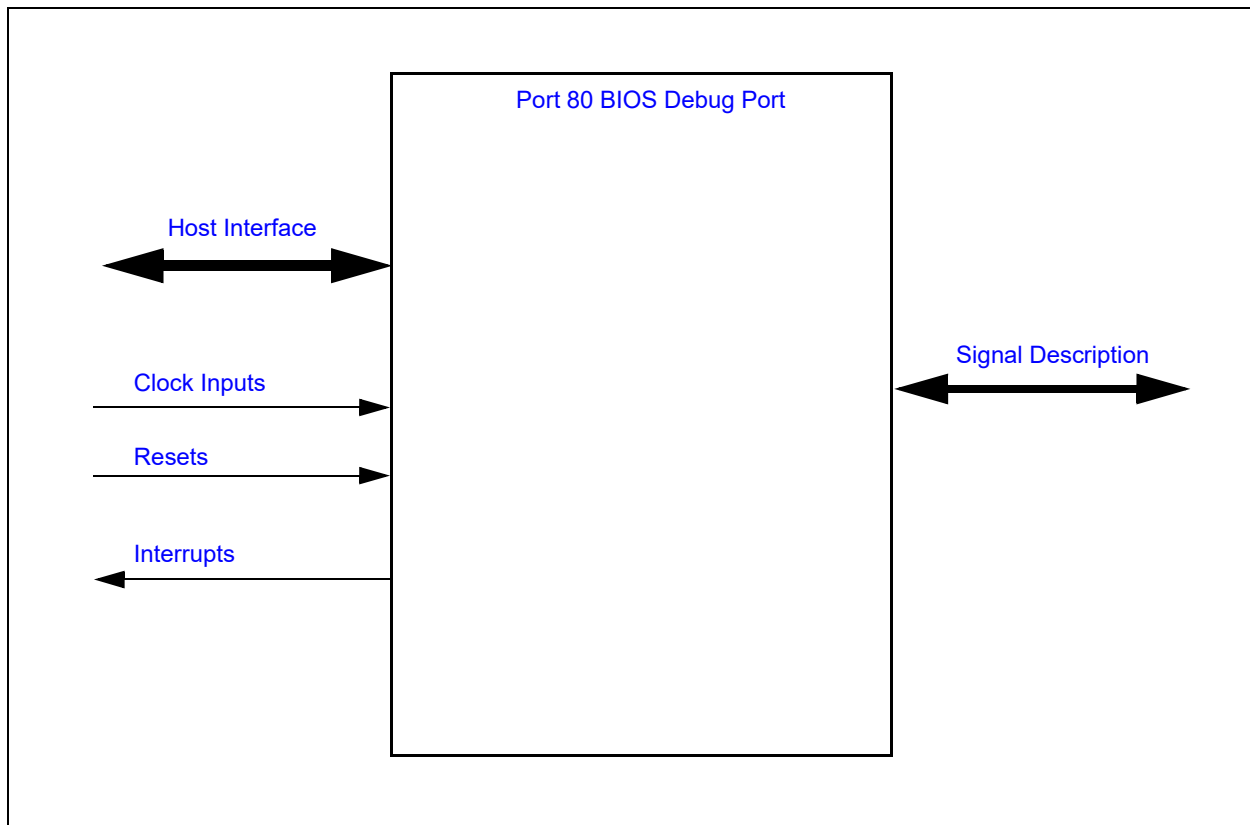 Port 80 BIOS Debug Port
Host Interface
Signal Description
Clock Inputs
Resets
Interrupts